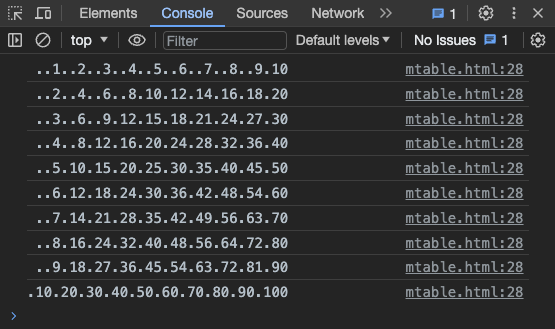 Elements Console Sources Network 1
top Filter Default levels No Issues 1
..1..2..3..4..5..6..7..8..9.10 mtable.html:28
..2..4..6..8.10.12.14.16.18.20 mtable.html:28
..3..6..9.12.15.18.21.24.27.30 mtable.html:28
..4..8.12.16.20.24.28.32.36.40 mtable.html:28
..5.10.15.20.25.30.35.40.45.50 mtable.html:28
..6.12.18.24.30.36.42.48.54.60 mtable.html:28
..7.14.21.28.35.42.49.56.63.70 mtable.html:28
..8.16.24.32.40.48.56.64.72.80 mtable.html:28
..9.18.27.36.45.54.63.72.81.90 mtable.html:28
.10.20.30.40.50.60.70.80.90.100 mtable.html:28